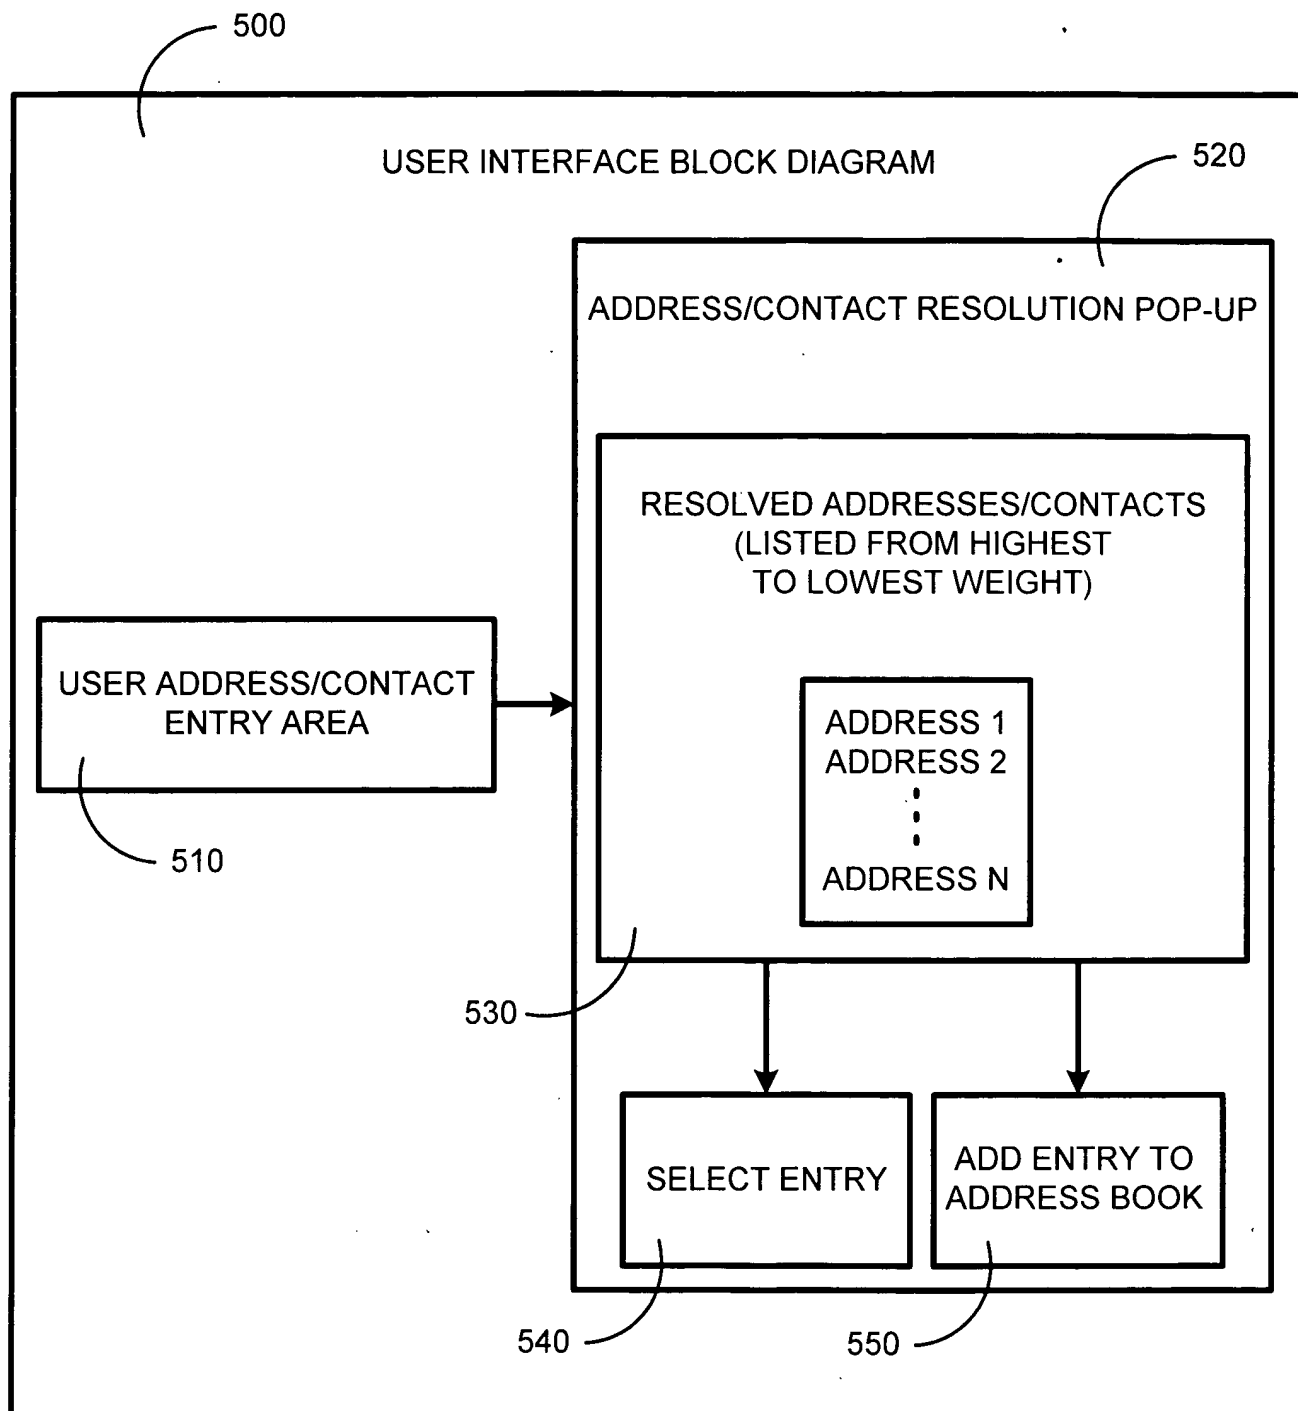 500
USER INTERFACE BLOCK DIAGRAM
520
ADDRESS/CONTACT RESOLUTION POP-UP
RESOLVED ADDRESSES/CONTACTS
(LISTED FROM HIGHEST
TO LOWEST WEIGHT)
USER ADDRESS/CONTACT
ENTRY AREA
510
ADDRESS 1
ADDRESS 2
ADDRESS N
530
SELECT ENTRY
ADD ENTRY TO
ADDRESS BOOK
540
550